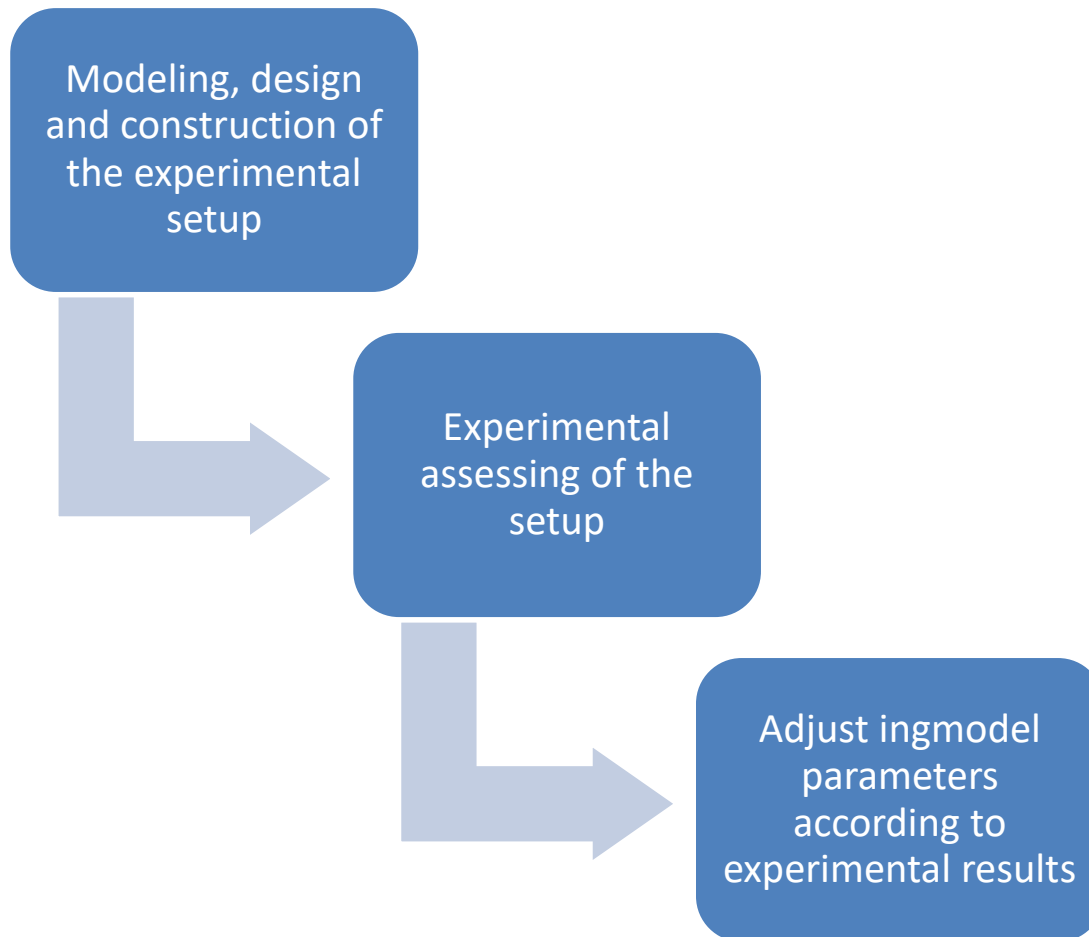 Modeling, design
and construction of
the experimental
setup
Experimental
assessing of the
setup
Adjust ingmodel
parameters
according to
experimental results